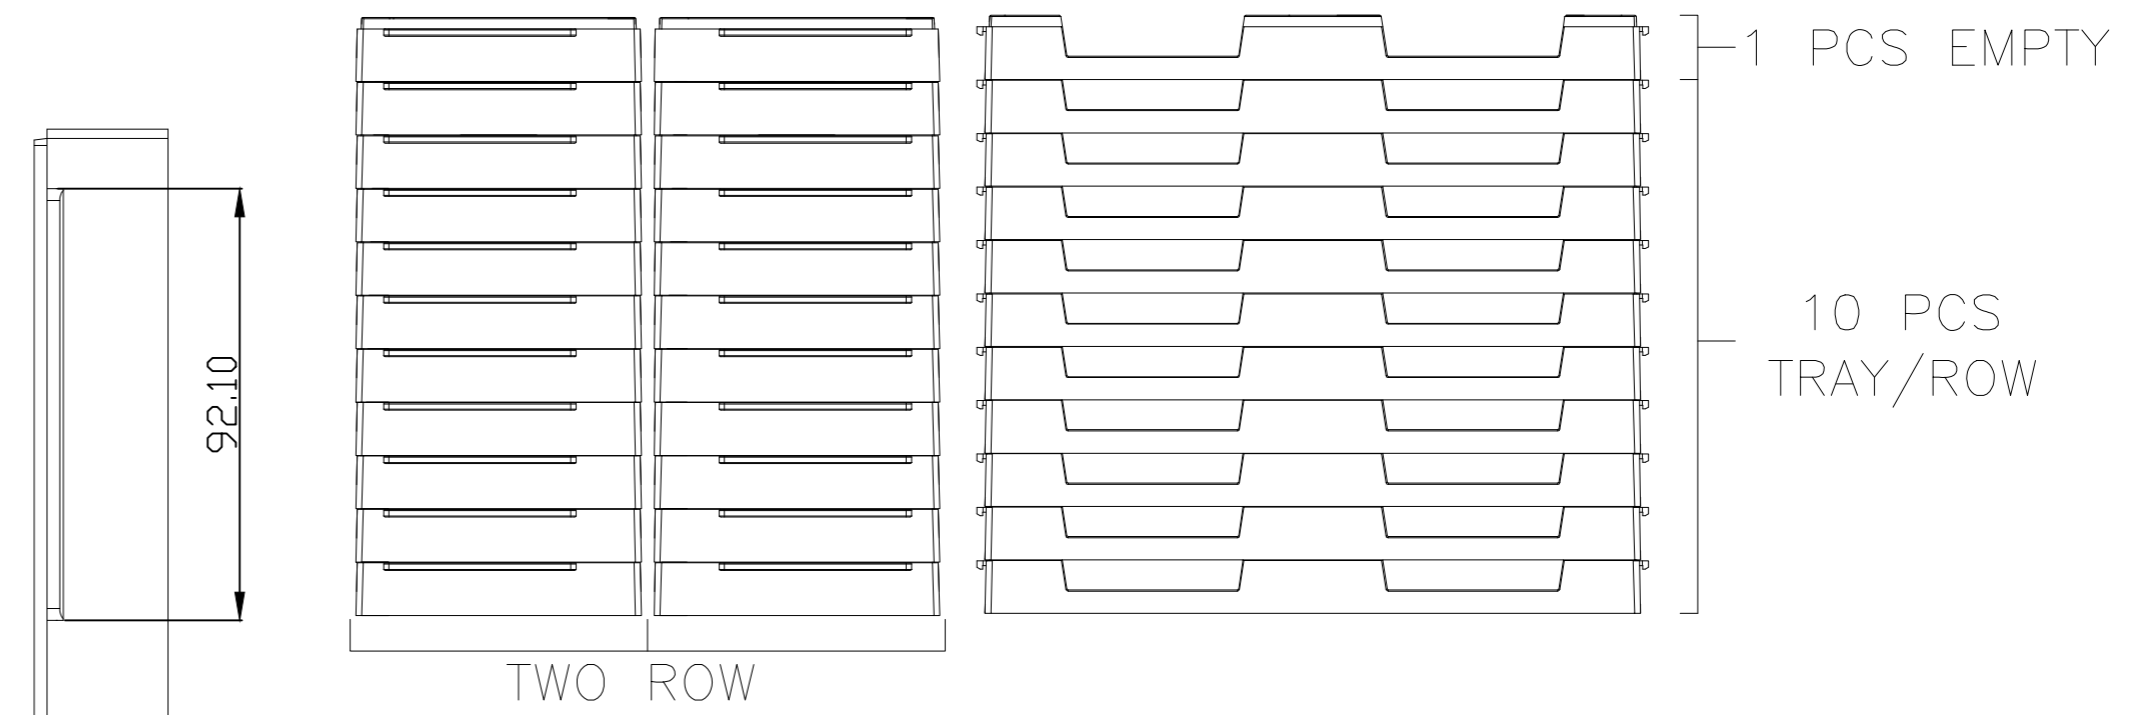 1 PCS EMPTY
92.10
10 PCS
TRAY/ROW
TWO ROW